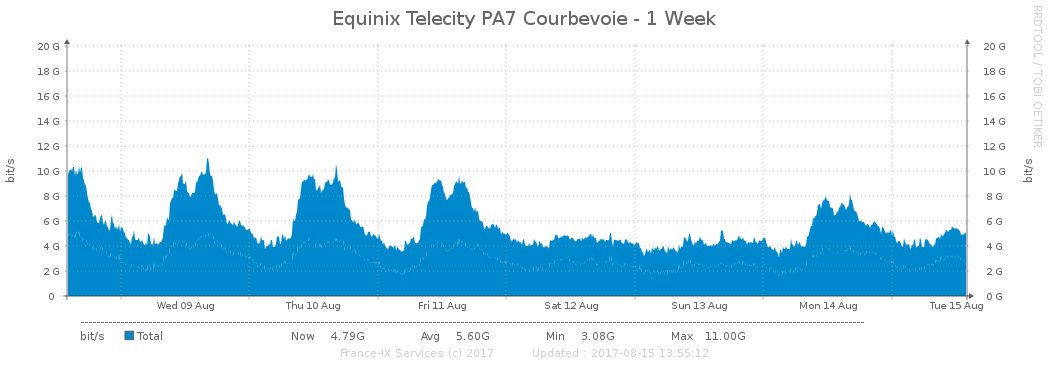 Equinix Telecity PA7 Courbevoie - 1 Week
RRDTOOL / TOBI OETIKER
bit/s
bit/s
20 G 20 G
18 G 18 G
16 G 16 G
14 G 14 G
12 G 12 G
10 G 10 G
8 G 8 G
6 G 6 G
4 G 4 G
2 G 2 G
0 0 G
Wed 09 Aug Thu 10 Aug Fri 11 Aug Sat 12 Aug Sun 13 Aug Mon 14 Aug Tue 15 Aug
bit/s Total Now 4.79G Avg 5.60G Min 3.08G Max 11.00G
France-IX Services (c) 2017 Updated : 2017-08-15 13:55:12